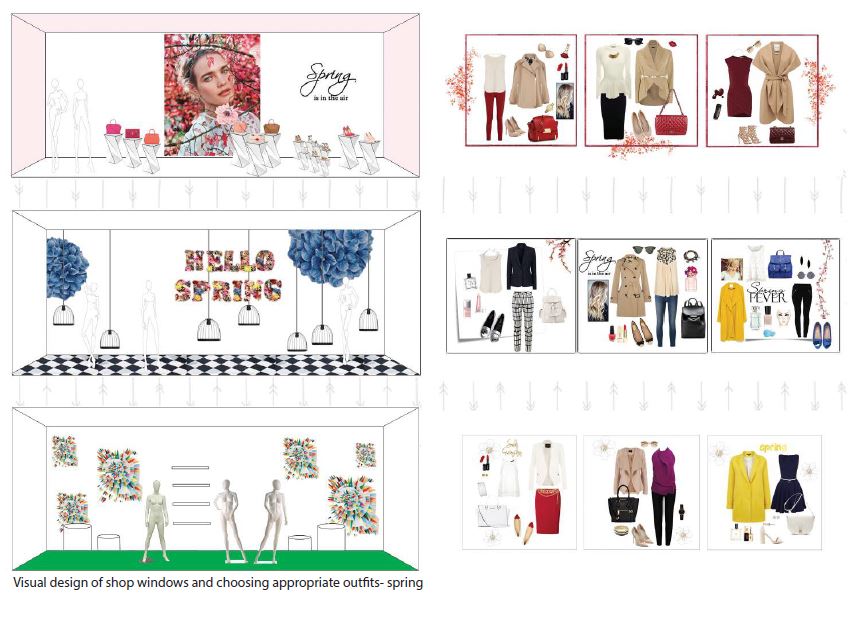 Spring
is in the air
HELLO
SPRING
Spring
is in the air
Spring
FEVER
spring
Visual design of shop windows and choosing appropriate outfits- spring